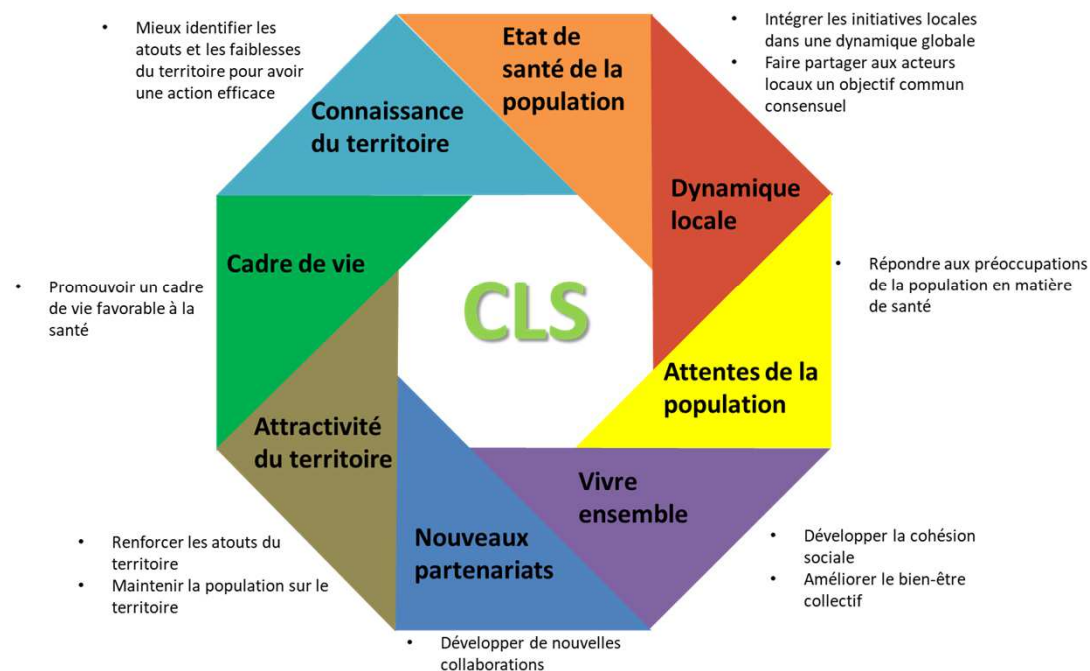 • Mieux identifier les
atouts et les faiblesses
du territoire pour avoir
une action efficace
Etat de
santé de la
population
• Intégrer les initiatives locales
dans une dynamique globale
• Faire partager aux acteurs
locaux un objectif commun
consensuel
Connaissance
du territoire
Dynamique
locale
Cadre de vie
• Promouvoir un cadre
de vie favorable à la
santé
CLS
• Répondre aux préoccupations
de la population en matière
de santé
Attentes de la
population
Attractivité
du territoire
Vivre
ensemble
Nouveaux
partenariats
• Renforcer les atouts du
territoire
• Maintenir la population sur le
territoire
• Développer la cohésion
sociale
• Améliorer le bien-être
collectif
• Développer de nouvelles
collaborations